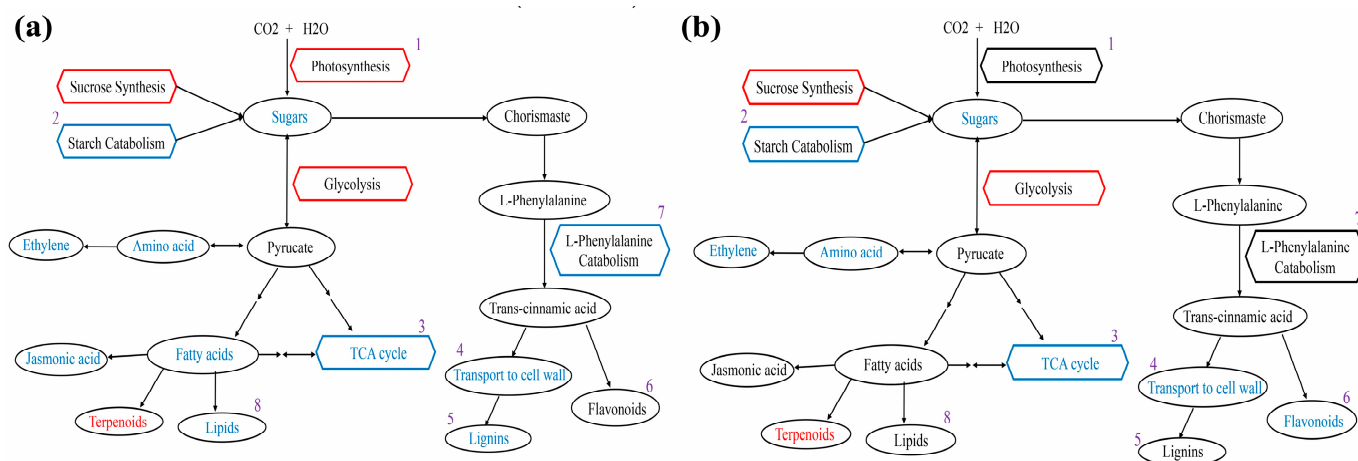 (a)
CO2 + H2O
1
Photosynthesis
Sucrose Synthesis
2
Sugars
Chorismaste
Starch Catabolism
Glycolysis
L-Phenylalanine
7
L-Phenylalanine
Catabolism
Ethylene
Amino acid
Pyrucate
Trans-cinnamic acid
3
Jasmonic acid
Fatty acids
TCA cycle
4
Transport to cell wall
6
Flavonoids
Terpenoids
8
Lipids
5
Lignins
(b)
CO2 + H2O
1
Photosynthesis
Sucrose Synthesis
2
Sugars
Chorismaste
Starch Catabolism
Glycolysis
L-Phenylalanine
L-Phenylalanine
Catabolism
Ethylene
Amino acid
Pyrucate
Trans-cinnamic acid
3
Jasmonic acid
Fatty acids
TCA cycle
4
Transport to cell wall
6
Flavonoids
Terpenoids
8
Lipids
5
Lignins